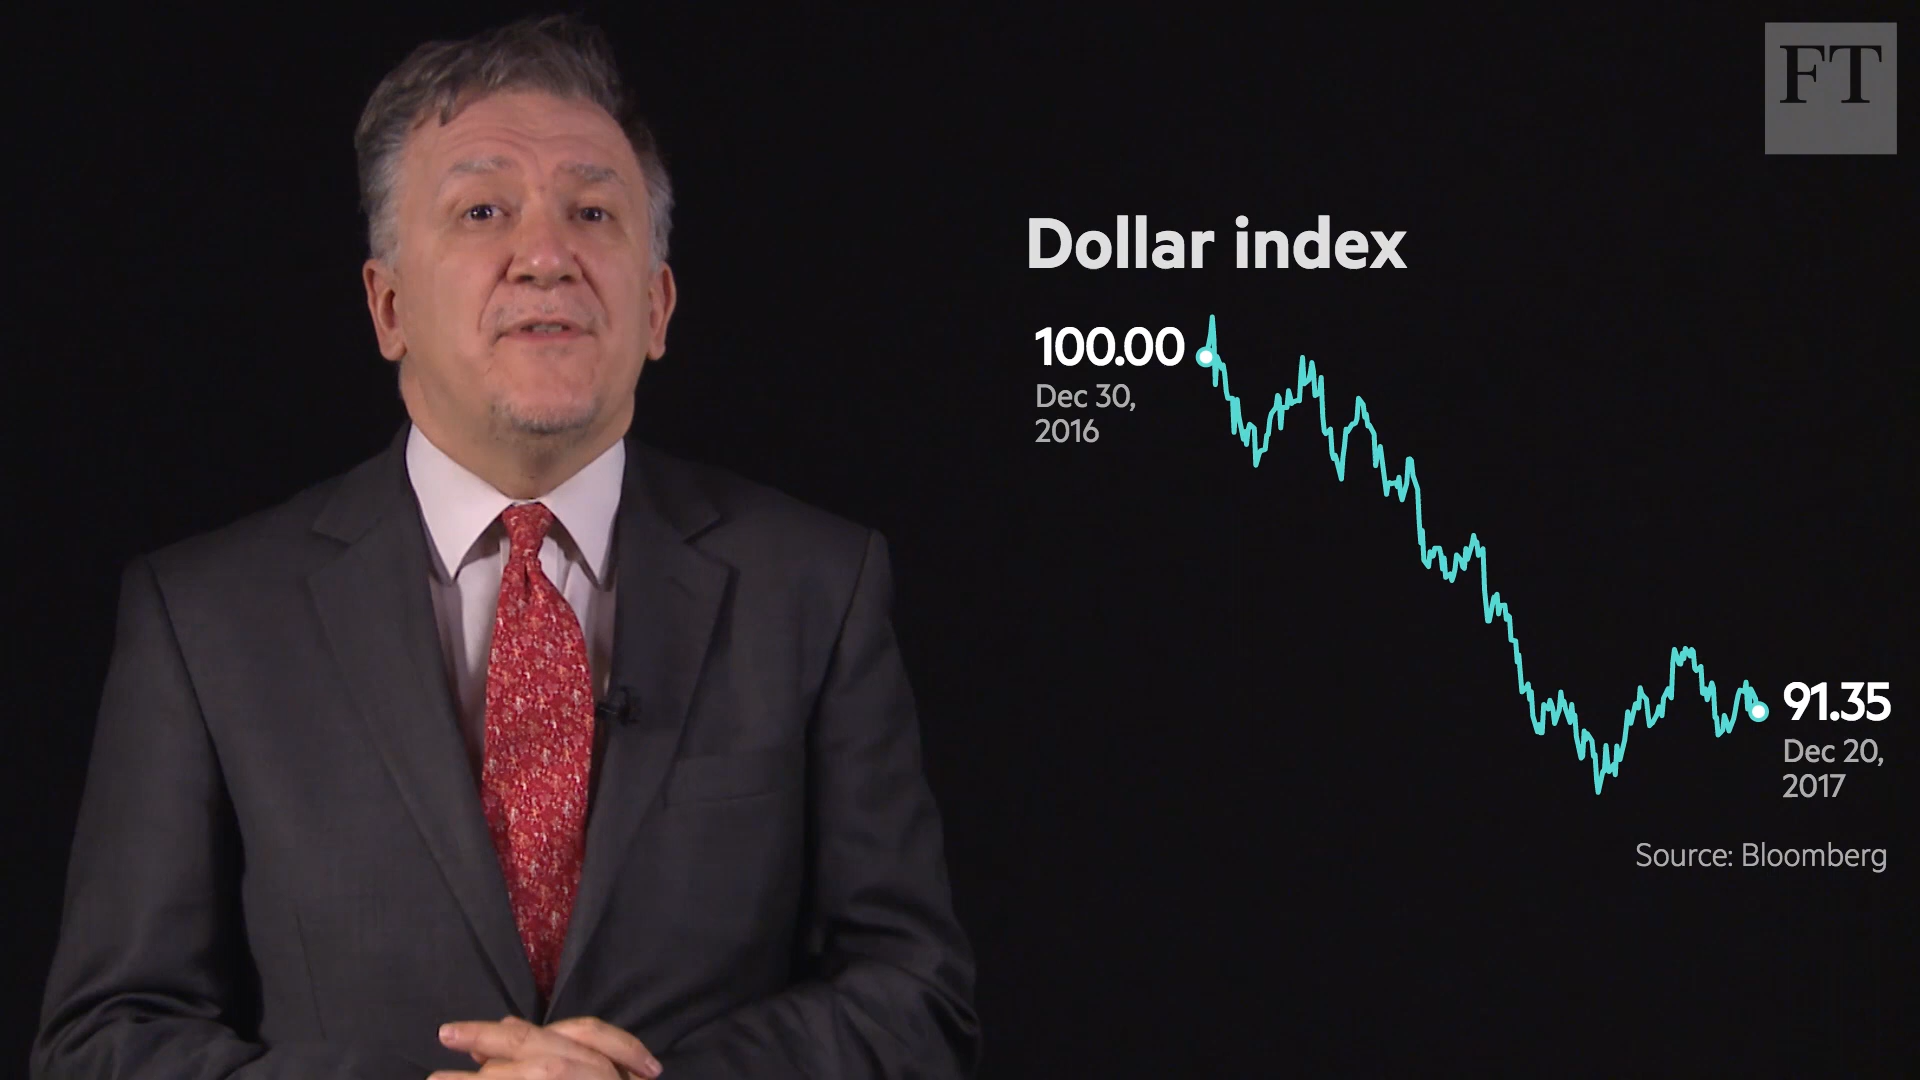 FT
Dollar index
100.00
Dec 30,
2016
91.35
Dec 20,
2017
Source: Bloomberg